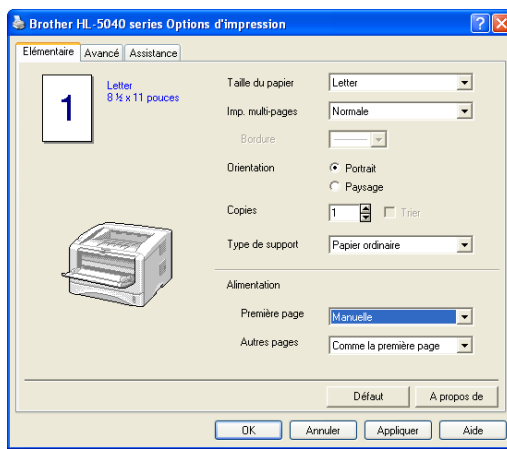 Brother HL-5040 series Options d'impression
Elémentaire Avancé Assistance
1
Letter
8 ½ x 11 pouces
Taille du papier Letter
Imp. multi-pages Normale
Bordure
Orientation Portrait
Paysage
Copies 1 Trier
Type de support Papier ordinaire
Alimentation
Première page Manuelle
Autres pages Comme la première page
Défaut A propos de
OK Annuler Appliquer Aide